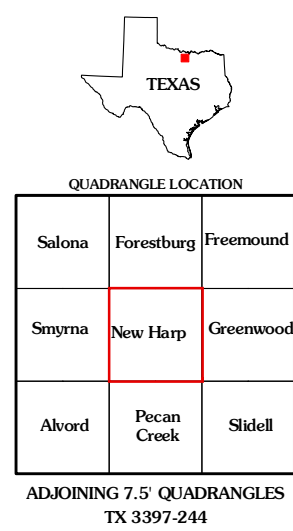 TEXAS
QUADRANGLE LOCATION
Salona Forestburg Freemound
Smyrna New Harp Greenwood
Alvord Pecan Creek Slidell
ADJOINING 7.5' QUADRANGLES
TX 3397-244